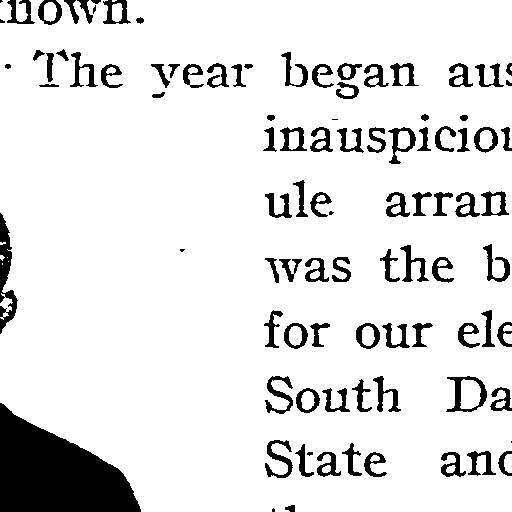 known.
The year began aus
inauspiciou
ule arran
was the b
for our ele
South Da
State and